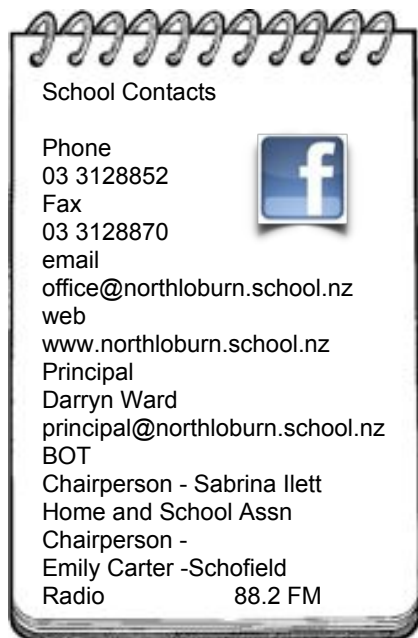 School Contacts
Phone
03 3128852
Fax
03 3128870
email
office@northloburn.school.nz
web
www.northloburn.school.nz
Principal
Darryn Ward
principal@northloburn.school.nz
BOT
Chairperson - Sabrina Ilett
Home and School Assn
Chairperson -
Emily Carter -Schofield
Radio 88.2 FM